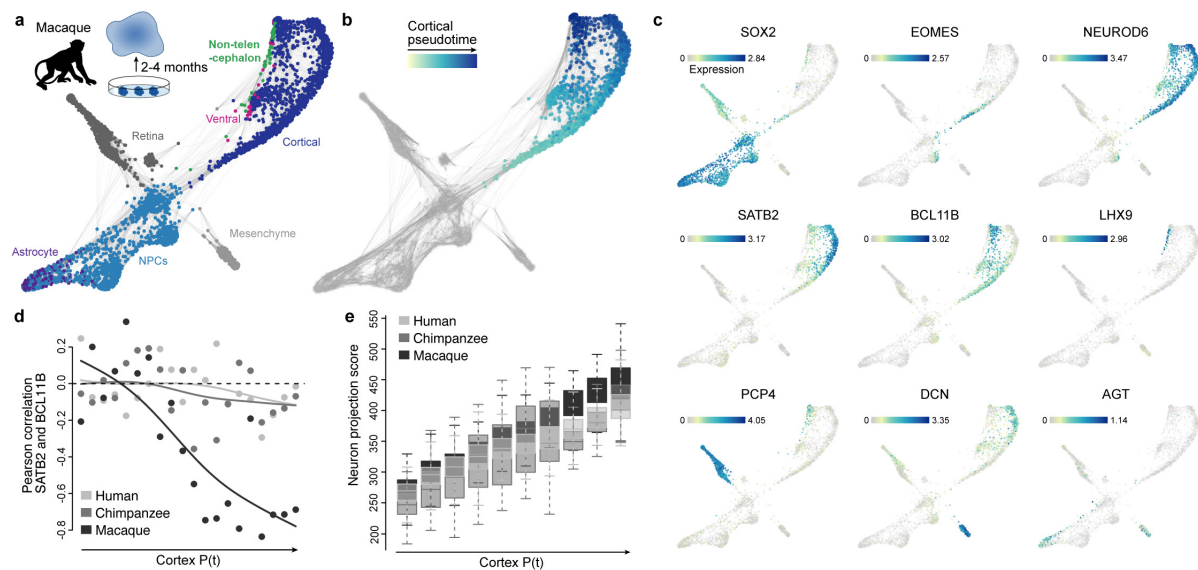 a
Macaque
2-4 months
Non-telen
-cephalon
Ventral
Retina
Cortical
Mesenchyme
Astrocyte
NPCs
b
Cortical
pseudotime
c
SOX2
0 2.84
Expression
EOMES
0 2.57
NEUROD6
0 3.47
SATB2
0 3.17
BCL11B
0 3.02
LHX9
0 2.96
PCP4
0 4.05
DCN
0 3.35
AGT
0 1.14
d
Pearson correlation
SATB2 and BCL11B
0.2
0.0
-0.2
-0.4
-0.6
-0.8
Human
Chimpanzee
Macaque
Cortex P(t)
e
Neuron projection score
550
500
450
400
350
300
250
200
Human
Chimpanzee
Macaque
Cortex P(t)